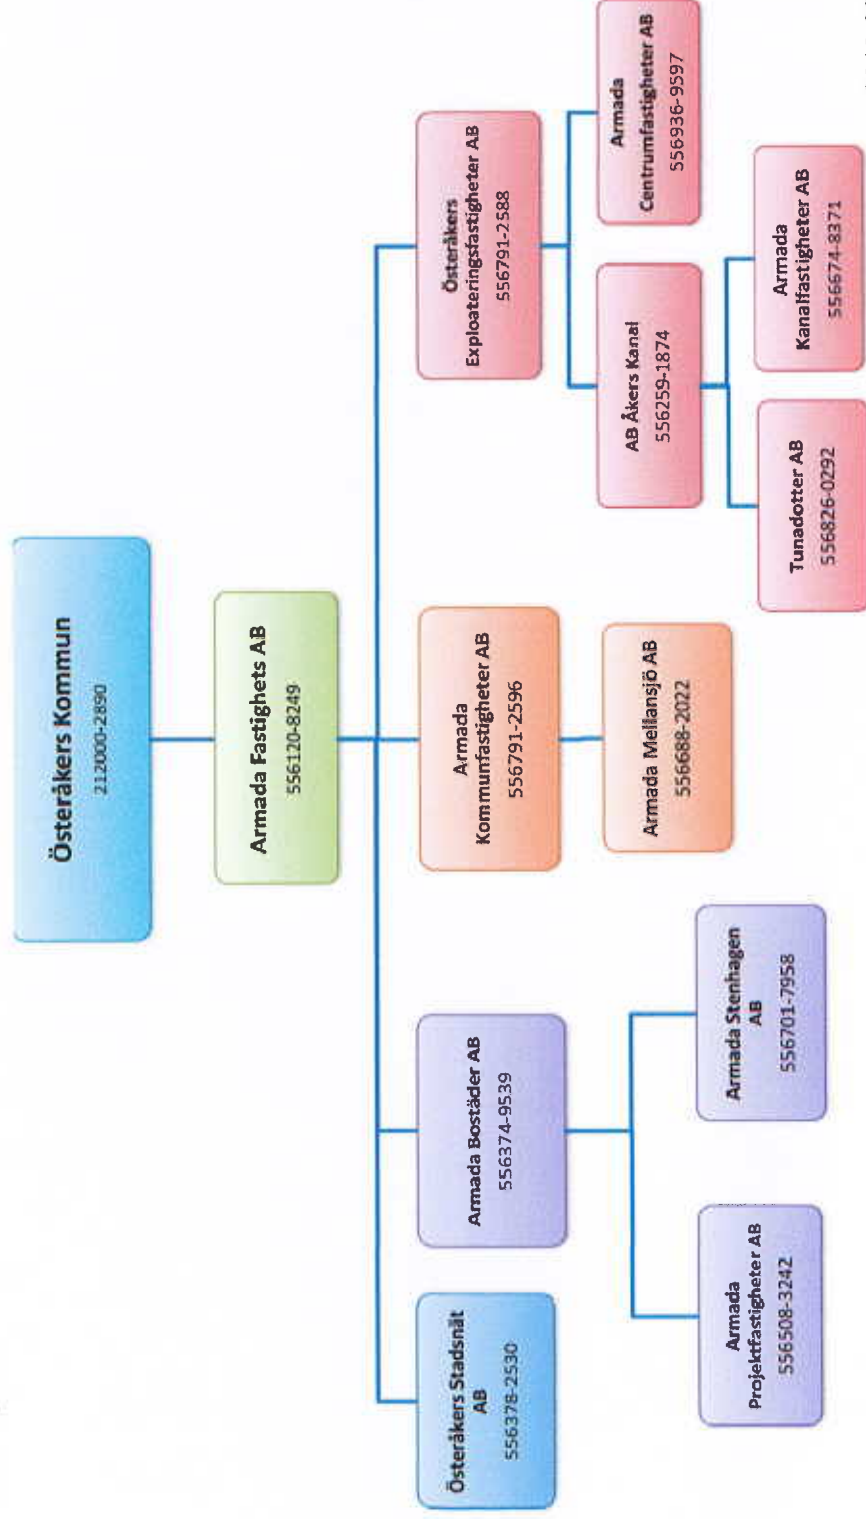 Österåkers Kommun
212000-2890
Armada Fastighets AB
556120-8249
Österåkers Stadsnät
AB
556378-2530
Armada Bostäder AB
556374-9539
Armada
Kommunfastigheter AB
556791-2596
Österåkers
Exploateringsfastigheter AB
556791-2588
Armada
Projektfastigheter AB
556508-3242
Armada Stenhagen
AB
556701-7958
Armada Mellansjö AB
556688-2022
AB Åkers Kanal
556259-1874
Armada
Centrumfastigheter AB
556936-9597
Tunadotter AB
556826-0292
Armada
Kanalfastigheter AB
556674-8371